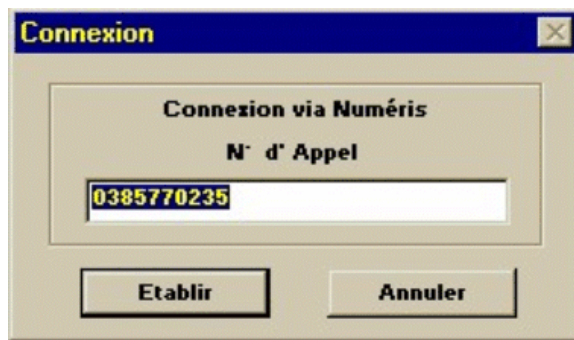 Connexion
Connexion via Numéris
N° d' Appel
0385770235
Etablir
Annuler